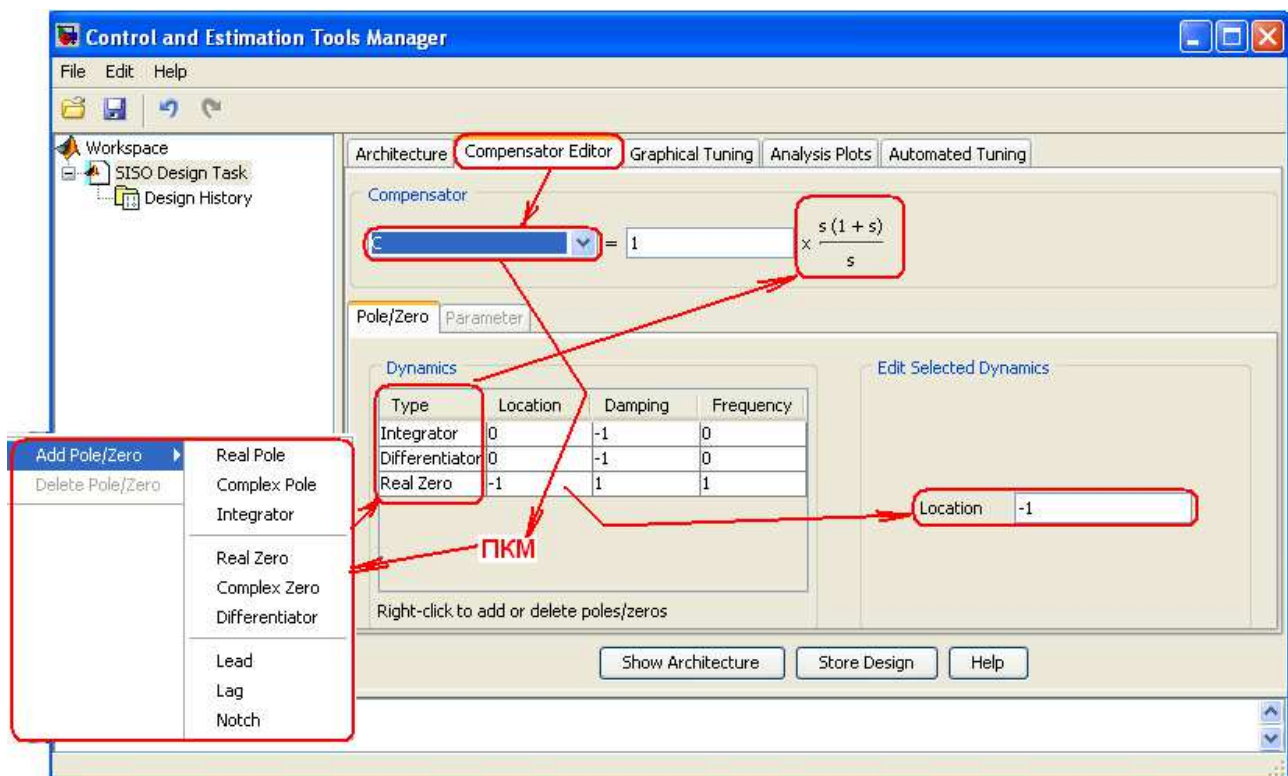 Control and Estimation Tools Manager
File Edit Help
Workspace
SISO Design Task
Design History
Architecture Compensator Editor Graphical Tuning Analysis Plots Automated Tuning
Compensator
C = 1 x s (1 + s)
s
Pole/Zero Parameter
Dynamics
Type Location Damping Frequency
Integrator 0 -1 0
Differentiator 0 -1 0
Real Zero -1 1 1
Right-click to add or delete poles/zeros
Edit Selected Dynamics
Location -1
ПКМ
Add Pole/Zero
Delete Pole/Zero
Real Pole
Complex Pole
Integrator
Real Zero
Complex Zero
Differentiator
Lead
Lag
Notch
Show Architecture Store Design Help